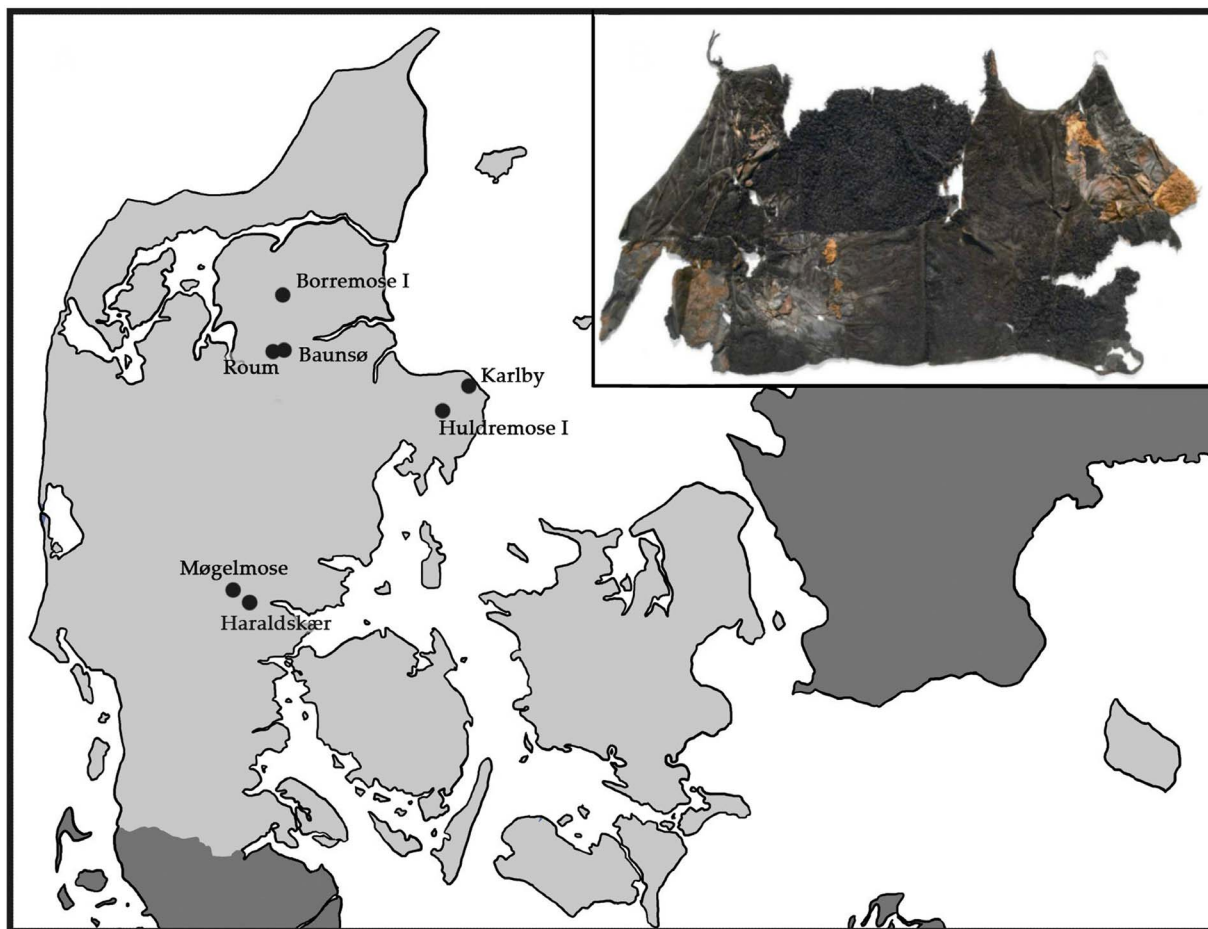 Borremose I
Baunsø
Roum
Karlby
Huldremose I
Møgelmose
Haraldskær